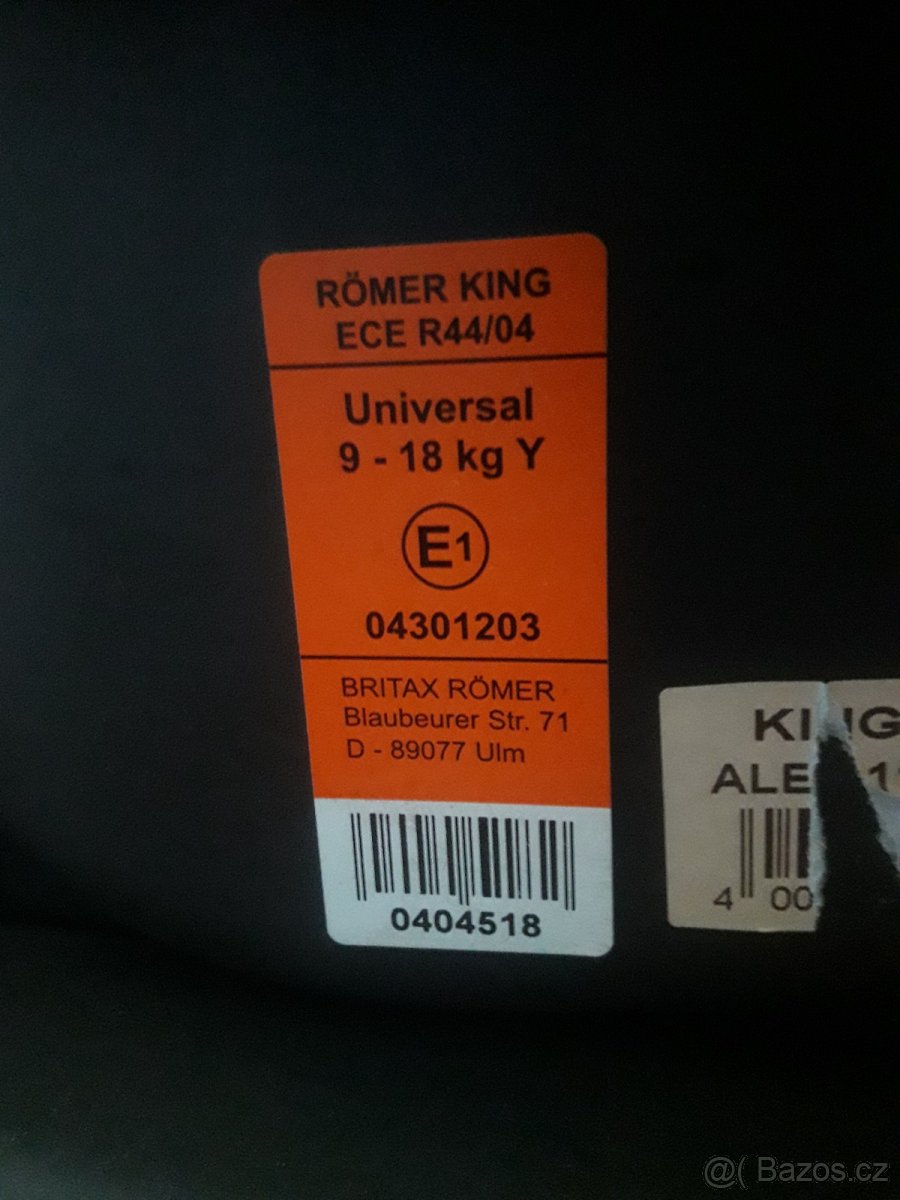 RÖMER KING
ECE R44/04
Universal
9 - 18 kg Y
E1
04301203
BRITAX RÖMER
Blaubeurer Str. 71
D - 89077 Ulm
0404518
KING
ALE
4 00
@( Bazos.cz